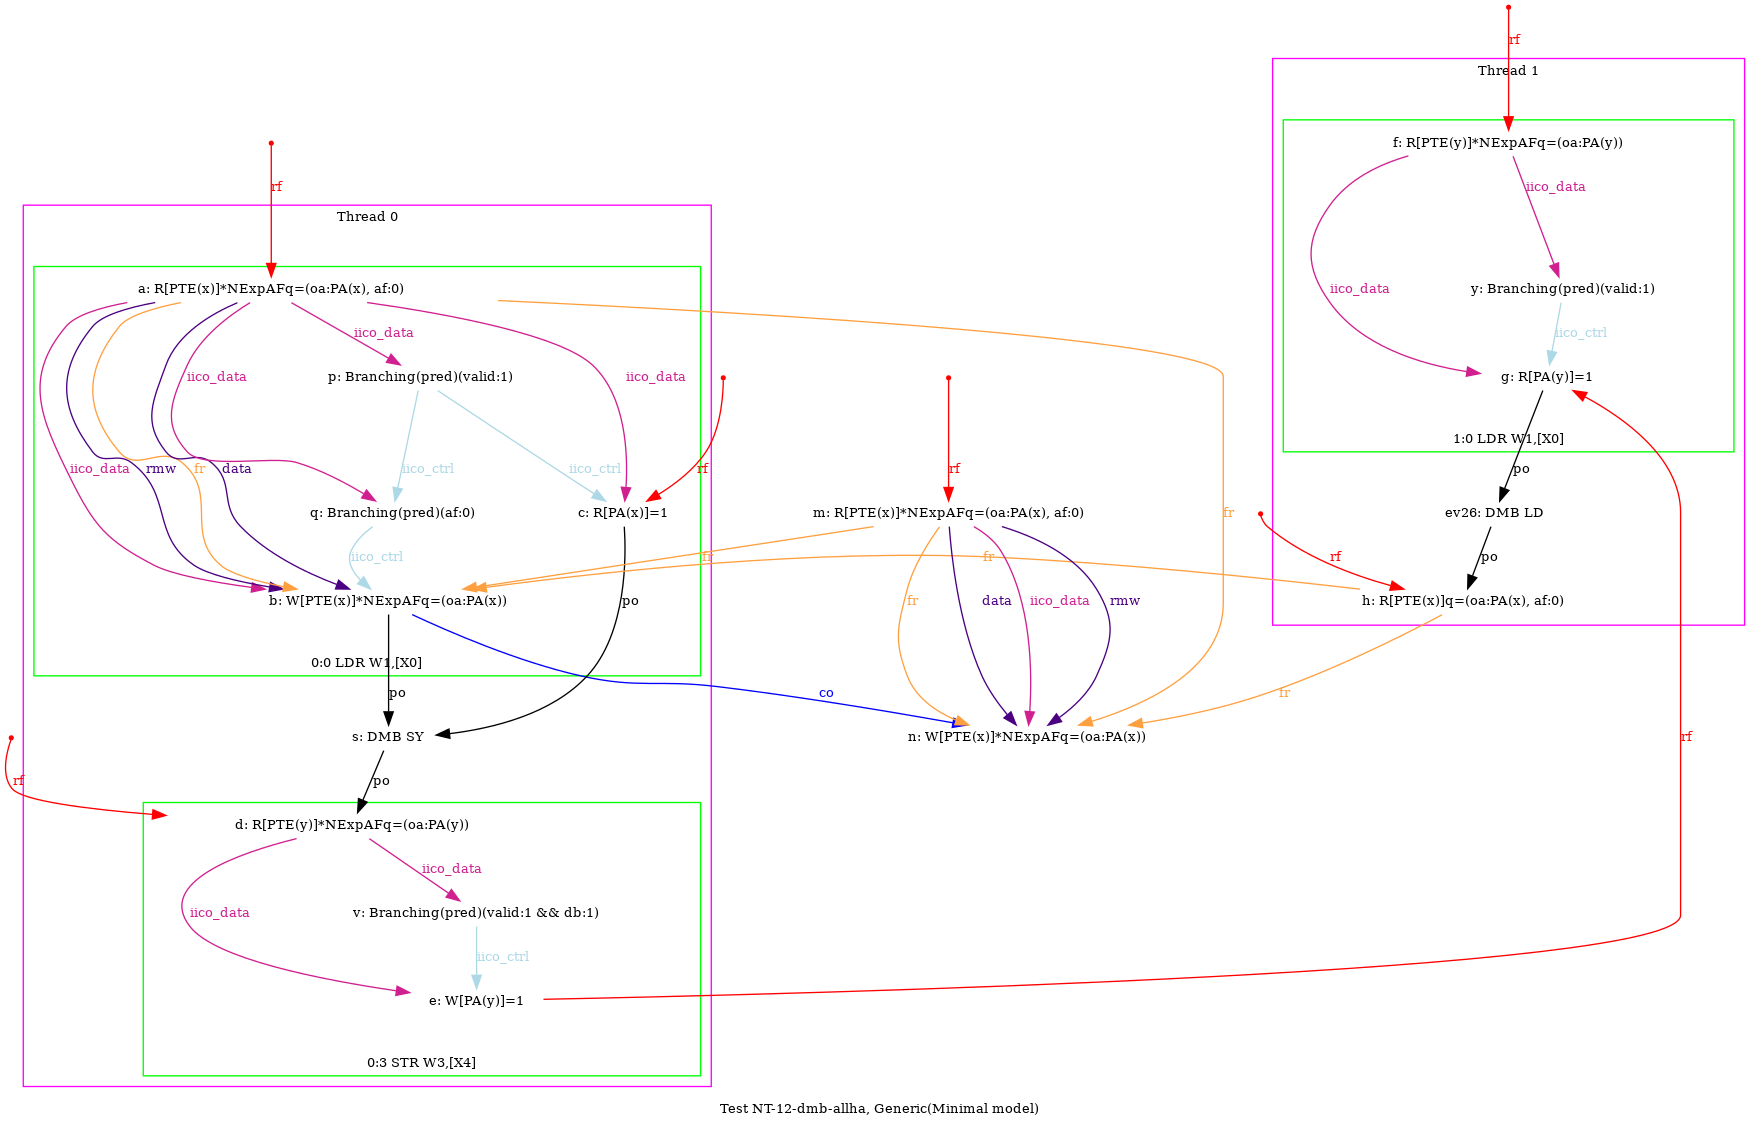 rf
Thread 1
f: R[PTE(y)]*NExpAFq=(oa:PA(y))
rf
iico_data
Thread 0
a: R[PTE(x)]*NExpAFq=(oa:PA(x), af:0)
iico_data
y: Branching(pred)(valid:1)
iico_data
iico_ctrl
iico_data
p: Branching(pred)(valid:1)
iico_data
g: R[PA(y)]=1
1:0 LDR W1,[X0]
iico_data
rmw
fr
data
iico_ctrl
iico_ctrl
rf
rf
po
q: Branching(pred)(af:0)
c: R[PA(x)]=1
m: R[PTE(x)]*NExpAFq=(oa:PA(x), af:0)
fr
ev26: DMB LD
iico_ctrl
fr
fr
rf
po
b: W[PTE(x)]*NExpAFq=(oa:PA(x))
po
fr
data
iico_data
rmw
h: R[PTE(x)]q=(oa:PA(x), af:0)
0:0 LDR W1,[X0]
po
co
fr
s: DMB SY
n: W[PTE(x)]*NExpAFq=(oa:PA(x))
rf
rf
po
d: R[PTE(y)]*NExpAFq=(oa:PA(y))
iico_data
iico_data
v: Branching(pred)(valid:1 && db:1)
iico_ctrl
e: W[PA(y)]=1
0:3 STR W3,[X4]
Test NT-12-dmb-allha, Generic(Minimal model)